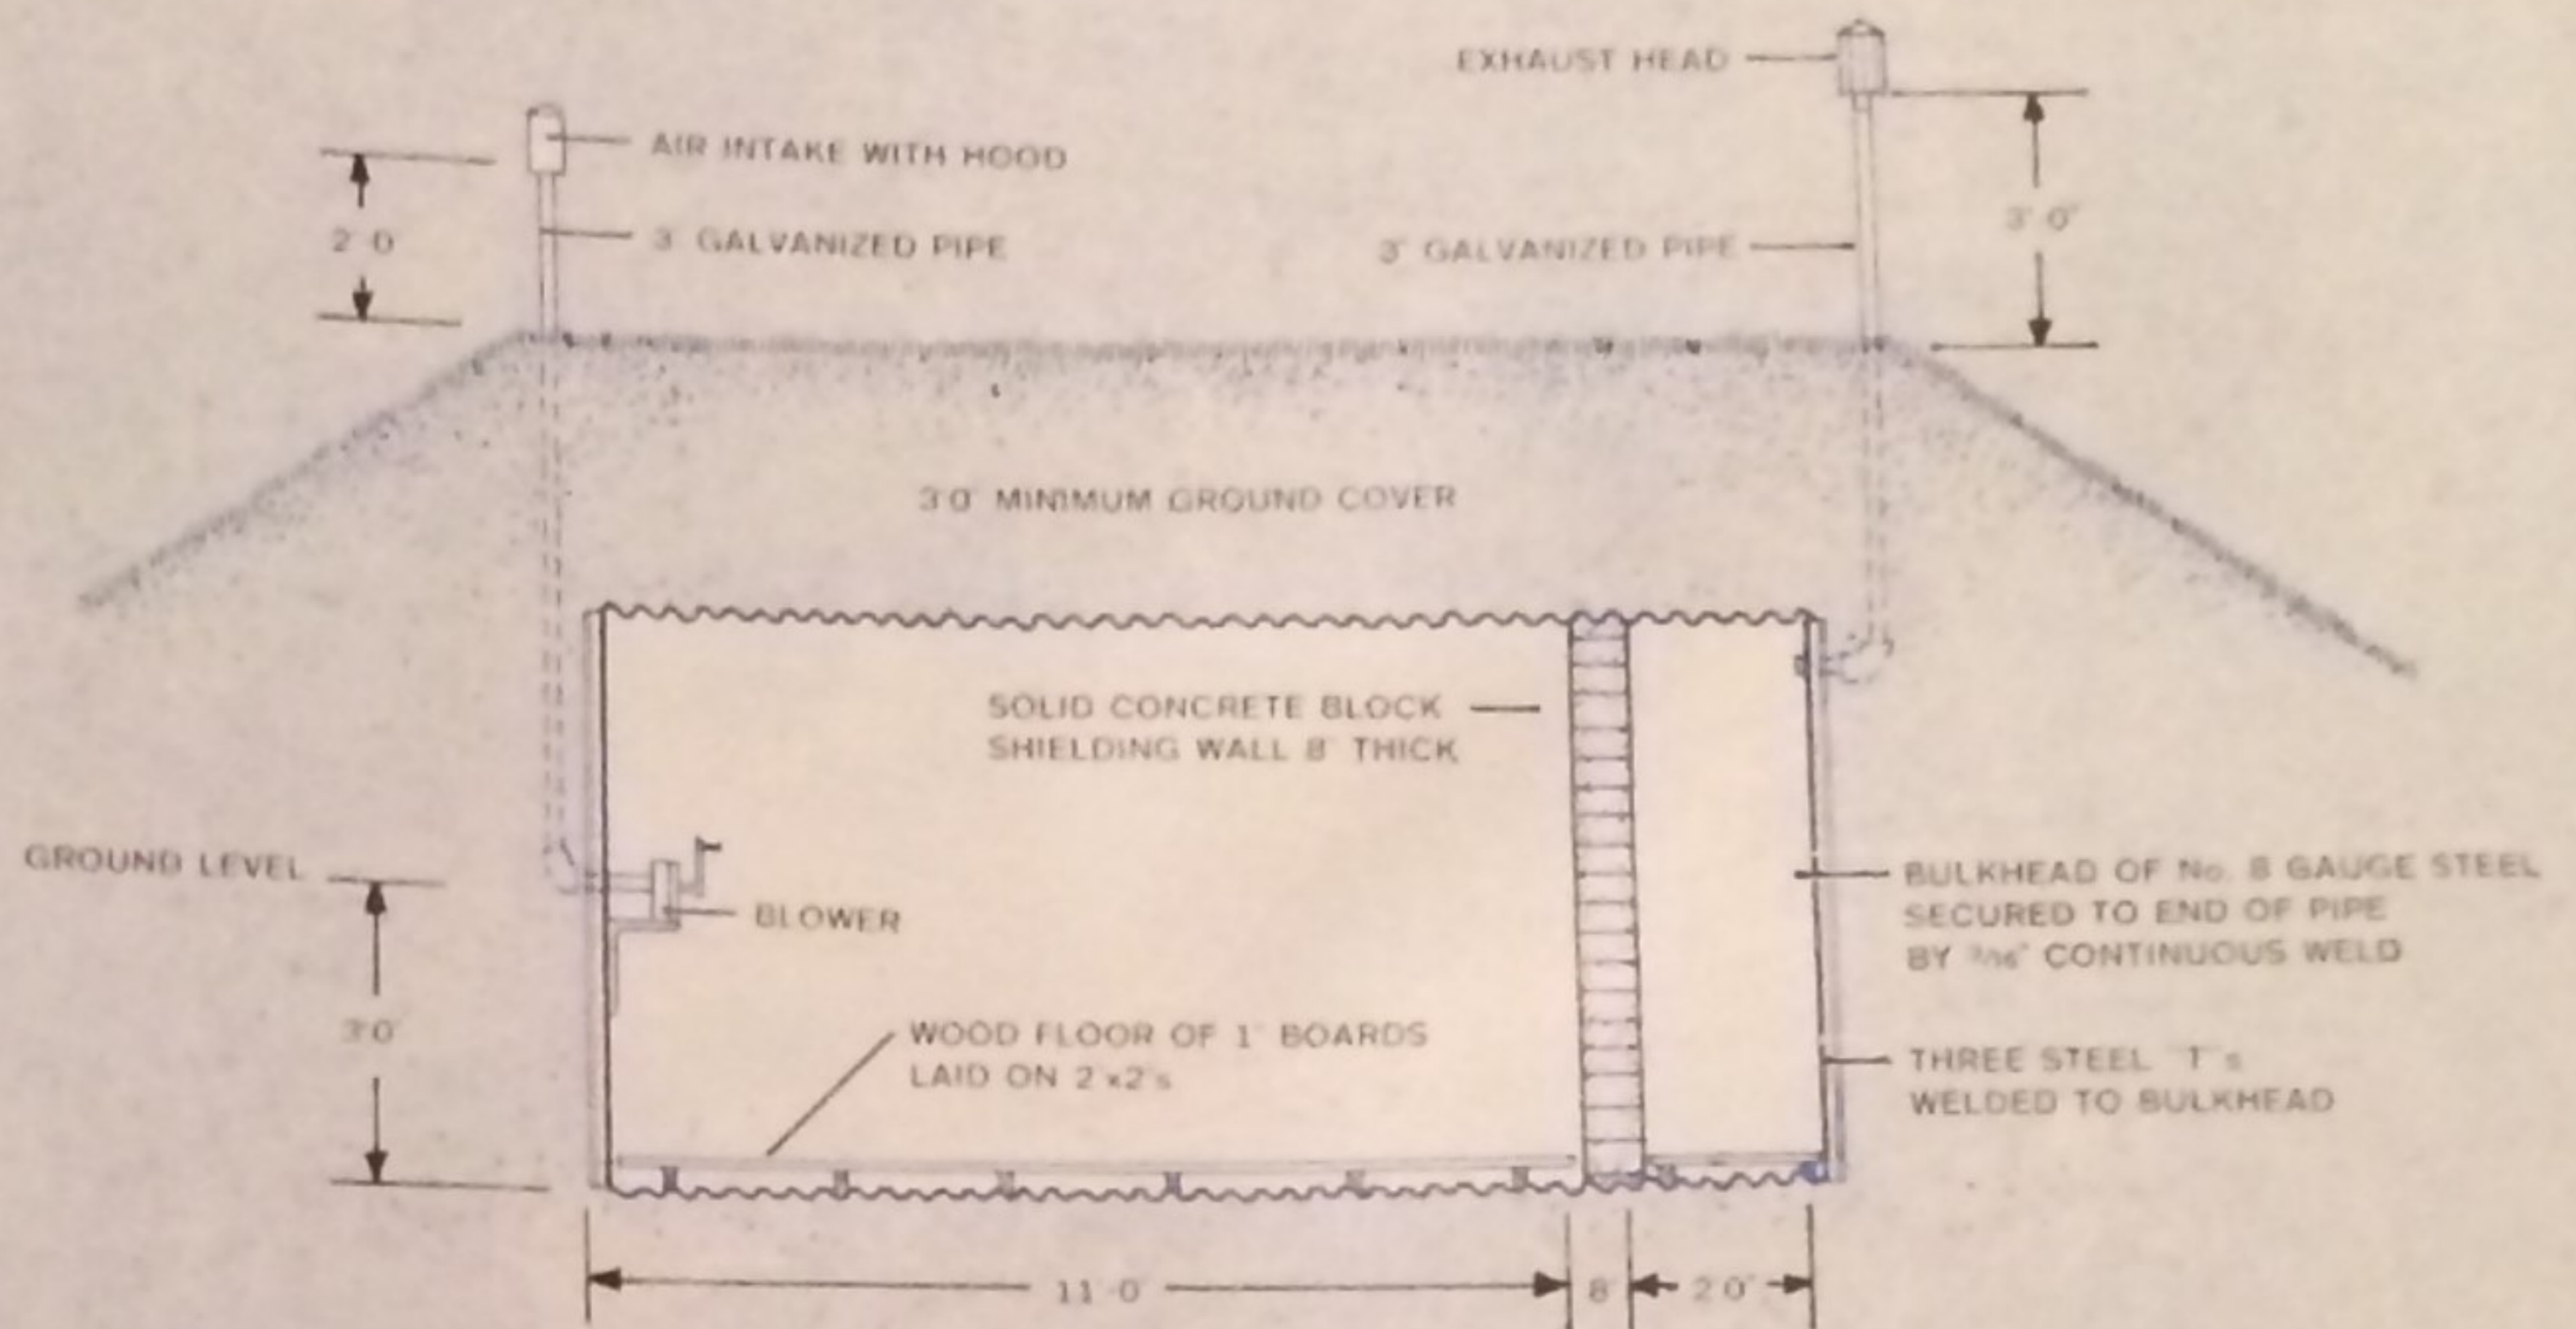 EXHAUST HEAD
AIR INTAKE WITH HOOD
2' 0
3" GALVANIZED PIPE
3" GALVANIZED PIPE
3' 0"
3'0" MINIMUM GROUND COVER
SOLID CONCRETE BLOCK
SHIELDING WALL 8" THICK
GROUND LEVEL
BLOWER
BULKHEAD OF No. 8 GAUGE STEEL
SECURED TO END OF PIPE
BY 3/16" CONTINUOUS WELD
3'0"
WOOD FLOOR OF 1" BOARDS
LAID ON 2"x2"s
THREE STEEL "T"s
WELDED TO BULKHEAD
11'0"
8"
2'0"